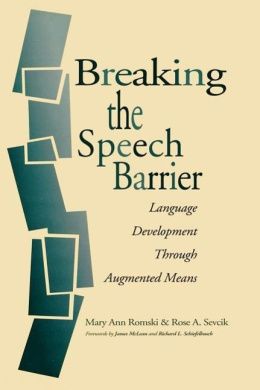 Breaking
the
Speech
Barrier
Language
Development
Through
Augmented Means
Mary Ann Romski & Rose A. Sevcik
Forewords by James McLean and Richard L. Schiefelbusch